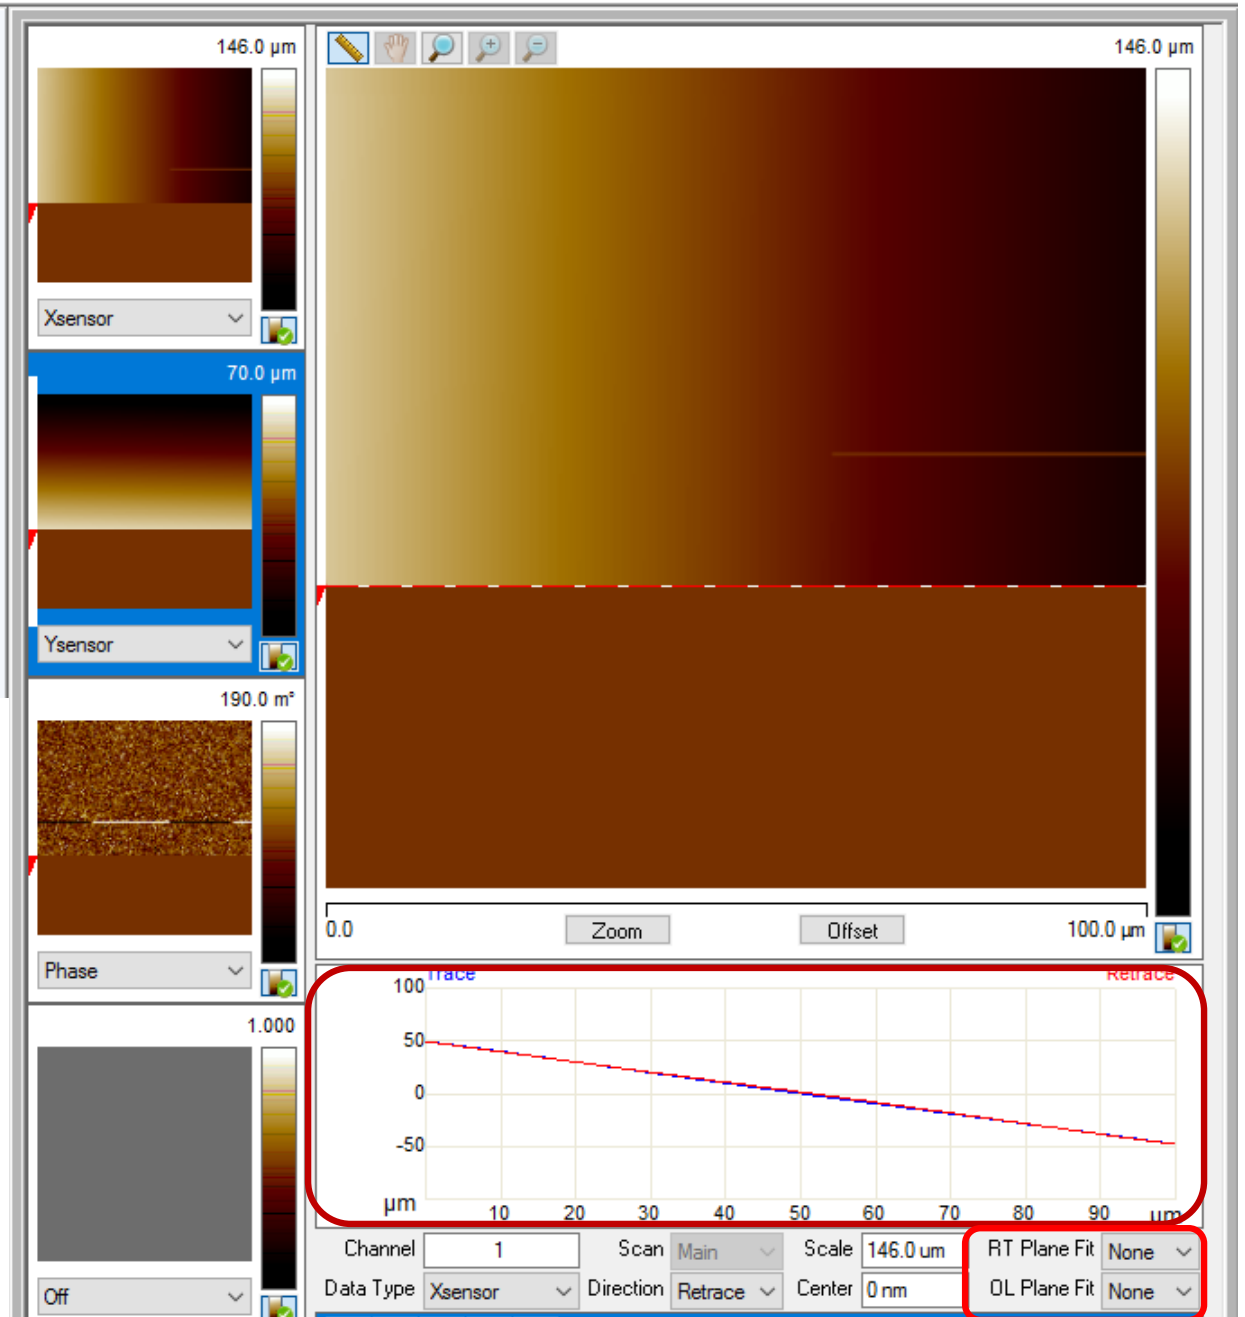 146.0 µm
Xsensor
70.0 µm
Ysensor
190.0 m°
Phase
1.000
Off
146.0 µm
0.0
Zoom
Offset
100.0 µm
Trace
Retrace
100
50
0
-50
µm
10 20 30 40 50 60 70 80 90 µm
Channel 1 Scan Main Scale 146.0 um RT Plane Fit None
Data Type Xsensor Direction Retrace Center 0 nm OL Plane Fit None